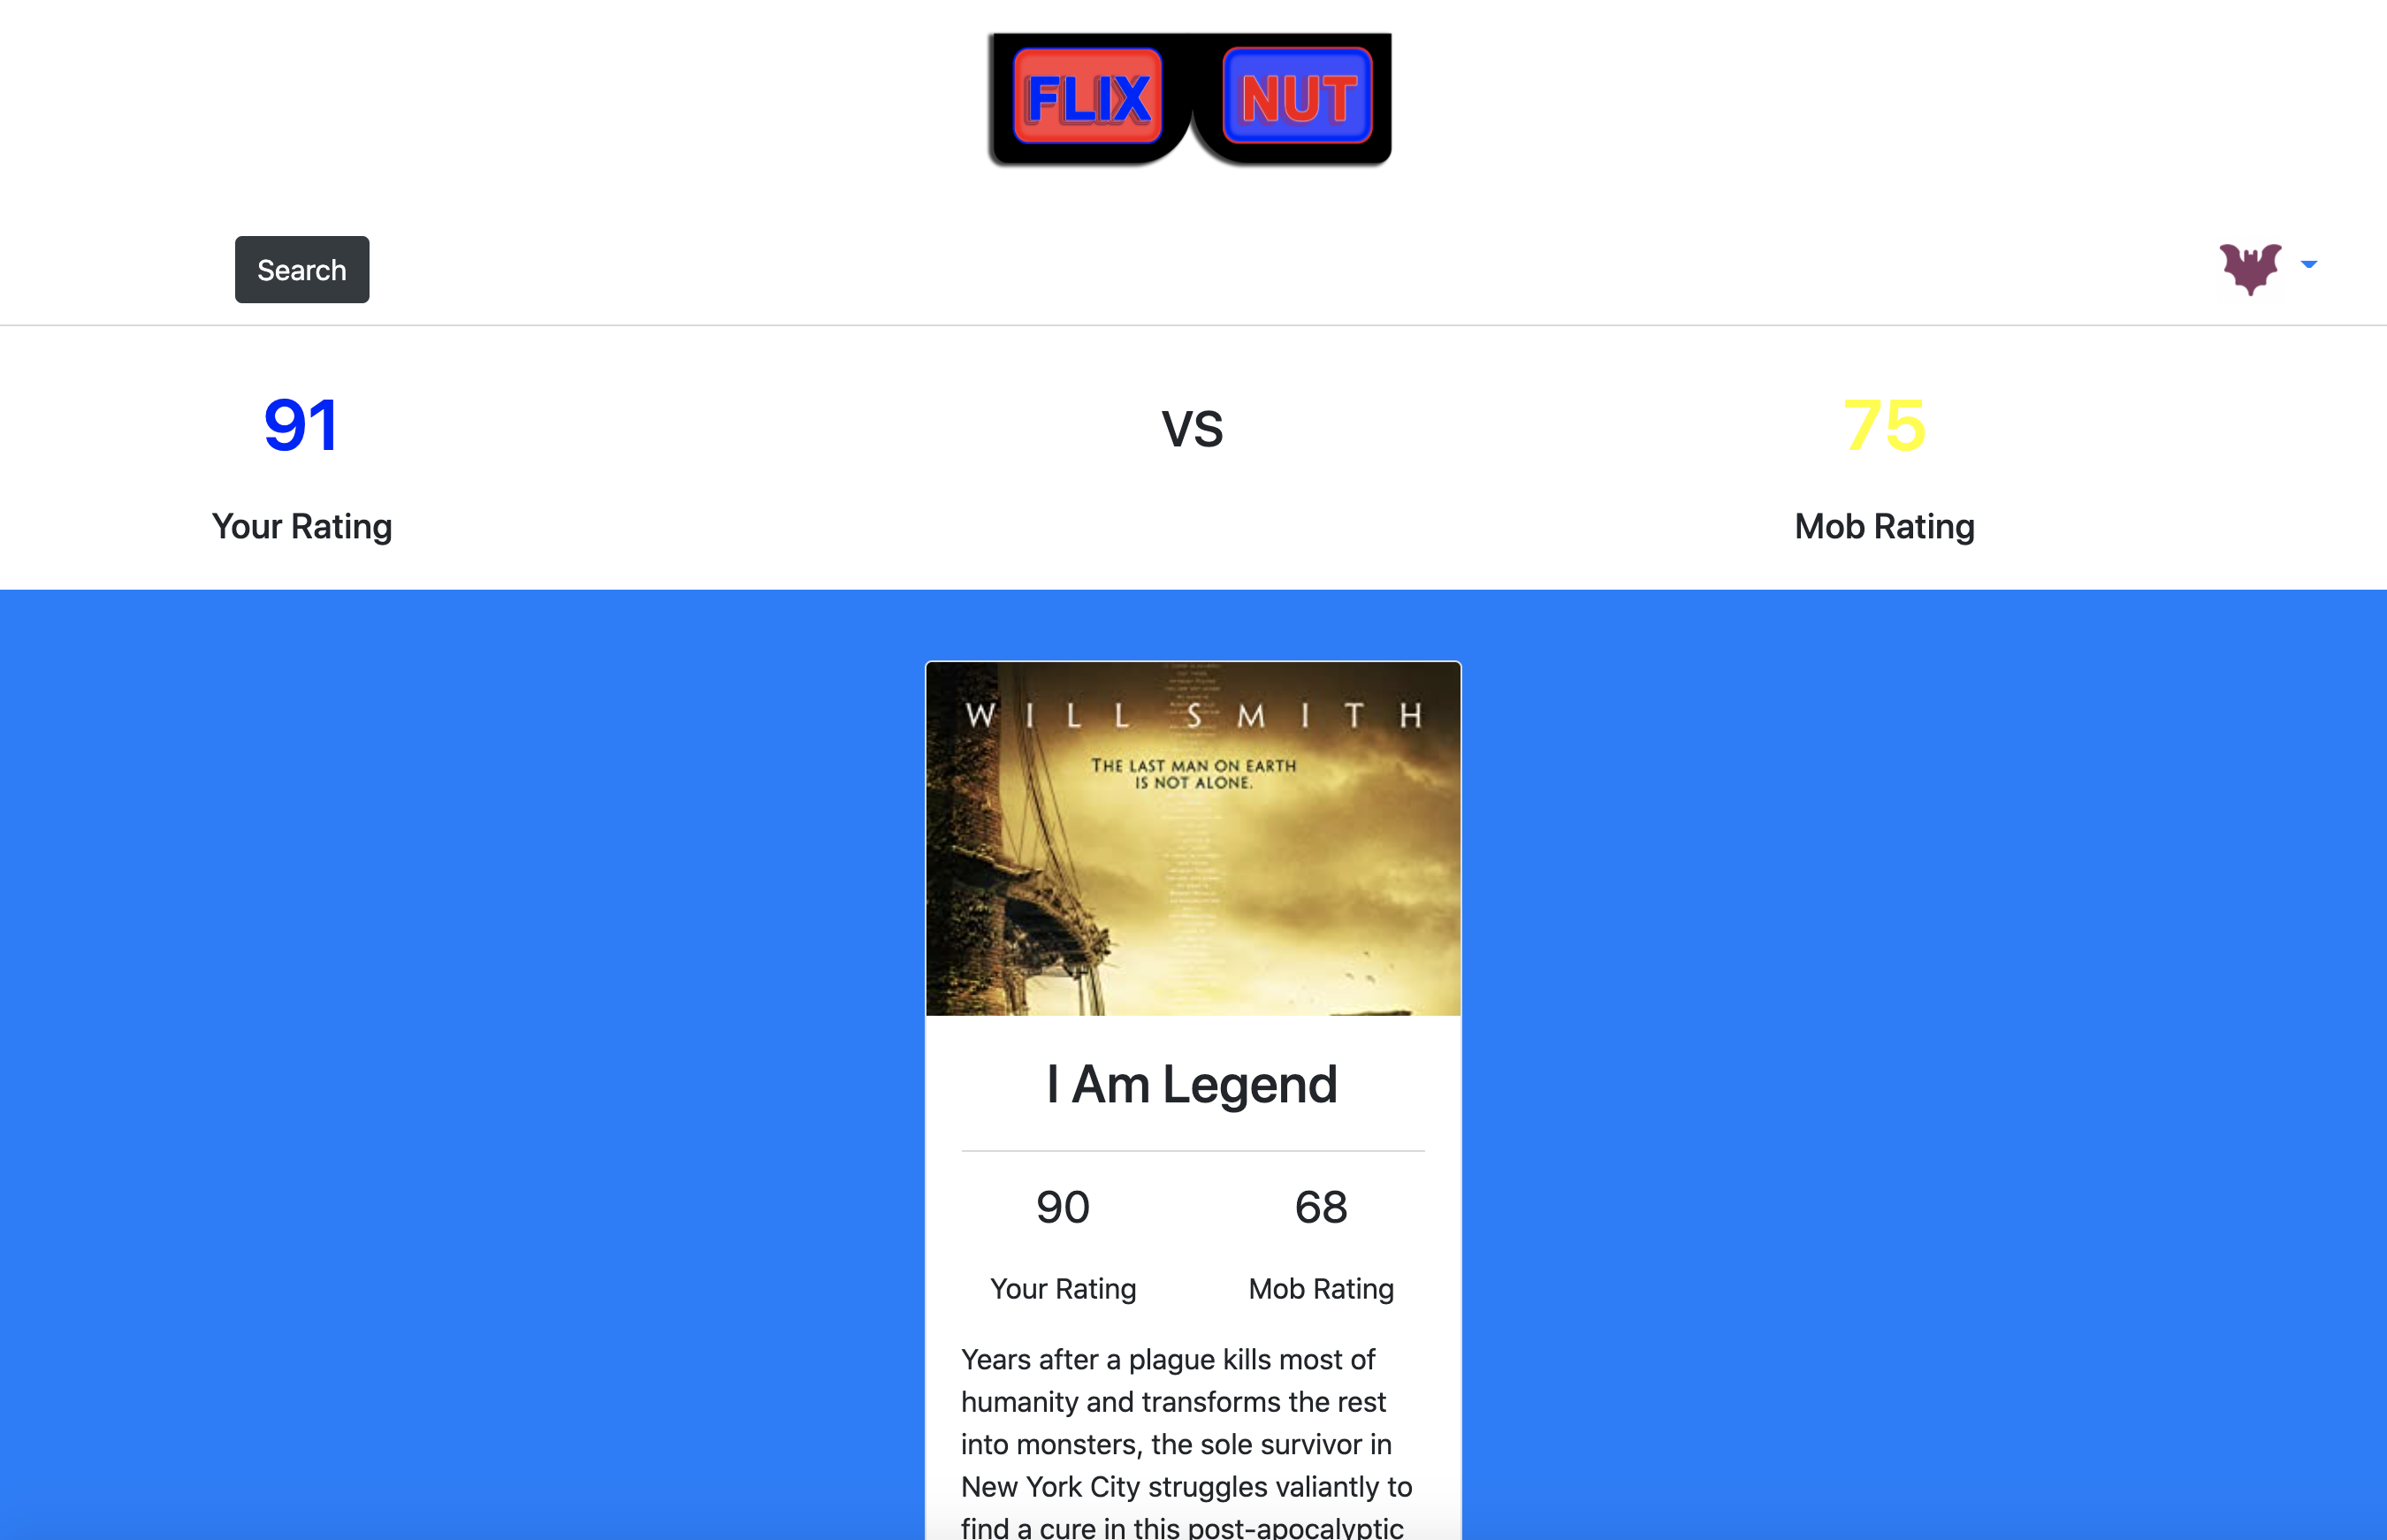 FLIX NUT
Search
91
VS
75
Your Rating
Mob Rating
WILL SMITH
THE LAST MAN ON EARTH
IS NOT ALONE.
I Am Legend
90
68
Your Rating
Mob Rating
Years after a plague kills most of
humanity and transforms the rest
into monsters, the sole survivor in
New York City struggles valiantly to
find a cure in this post-apocalyptic